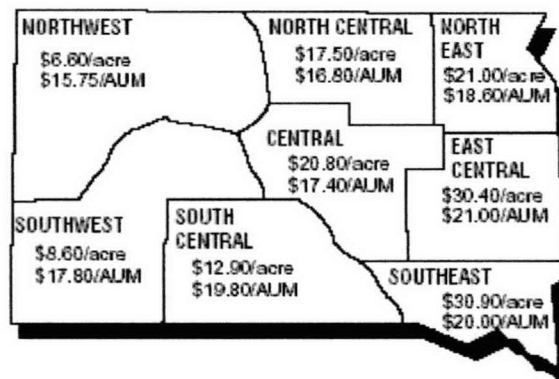 NORTHWEST
$6.60/acre
$15.75/AUM
NORTH CENTRAL
$17.50/acre
$16.80/AUM
NORTH
EAST
$21.00/acre
$18.60/AUM
CENTRAL
$20.80/acre
$17.40/AUM
EAST
CENTRAL
$30.40/acre
$21.00/AUM
SOUTHWEST
$8.60/acre
$17.80/AUM
SOUTH
CENTRAL
$12.90/acre
$19.80/AUM
SOUTHEAST
$30.90/acre
$20.00/AUM